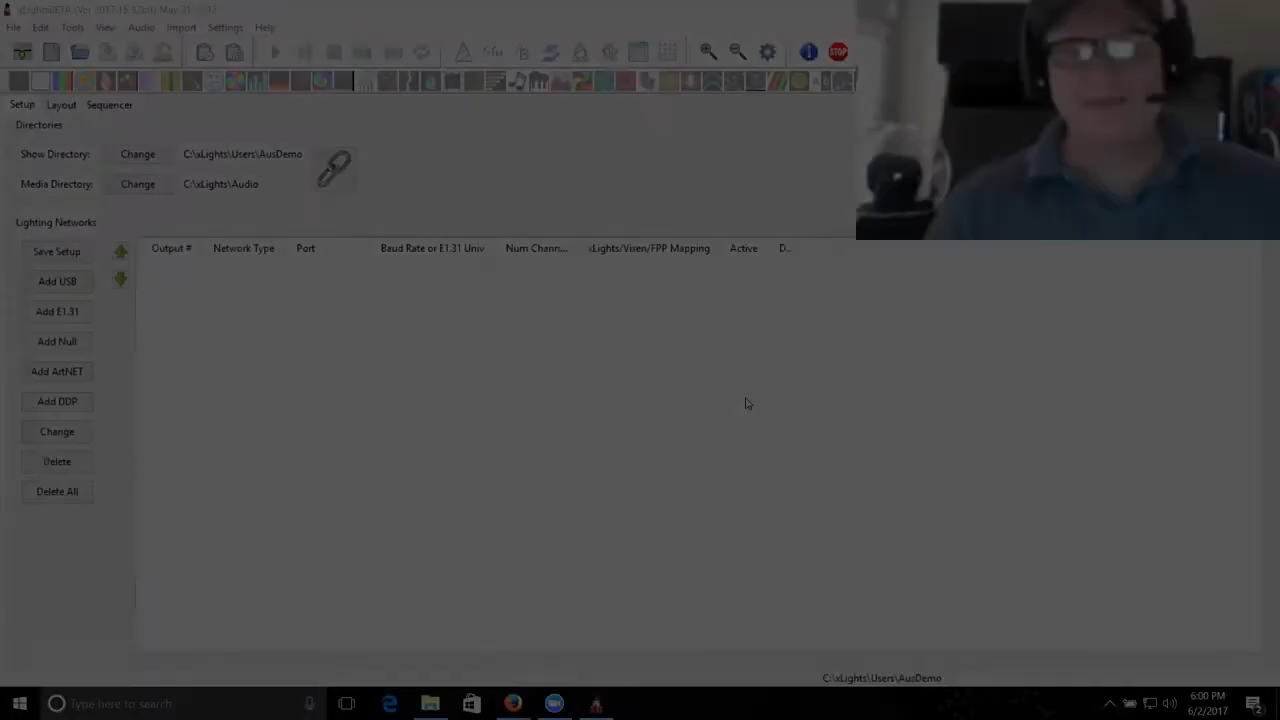 File Edit Tools View Audio Import Settings Help
STOP
Setup Layout Sequencer
Directories
Show Directory: Change C:\xLights\Users\AusDemo
Media Directory: Change C:\xLights\Audio
Lighting Networks
Save Setup
Output # Network Type Port Baud Rate or E1.31 Univ Num Chann... xLights/Vixen/FPP Mapping Active D..
Add USB
Add E1.31
Add Null
Add ArtNET
Add DDP
Change
Delete
Delete All
C:\xLights\Users\AusDemo
Type here to search
6:00 PM
6/2/2017
2